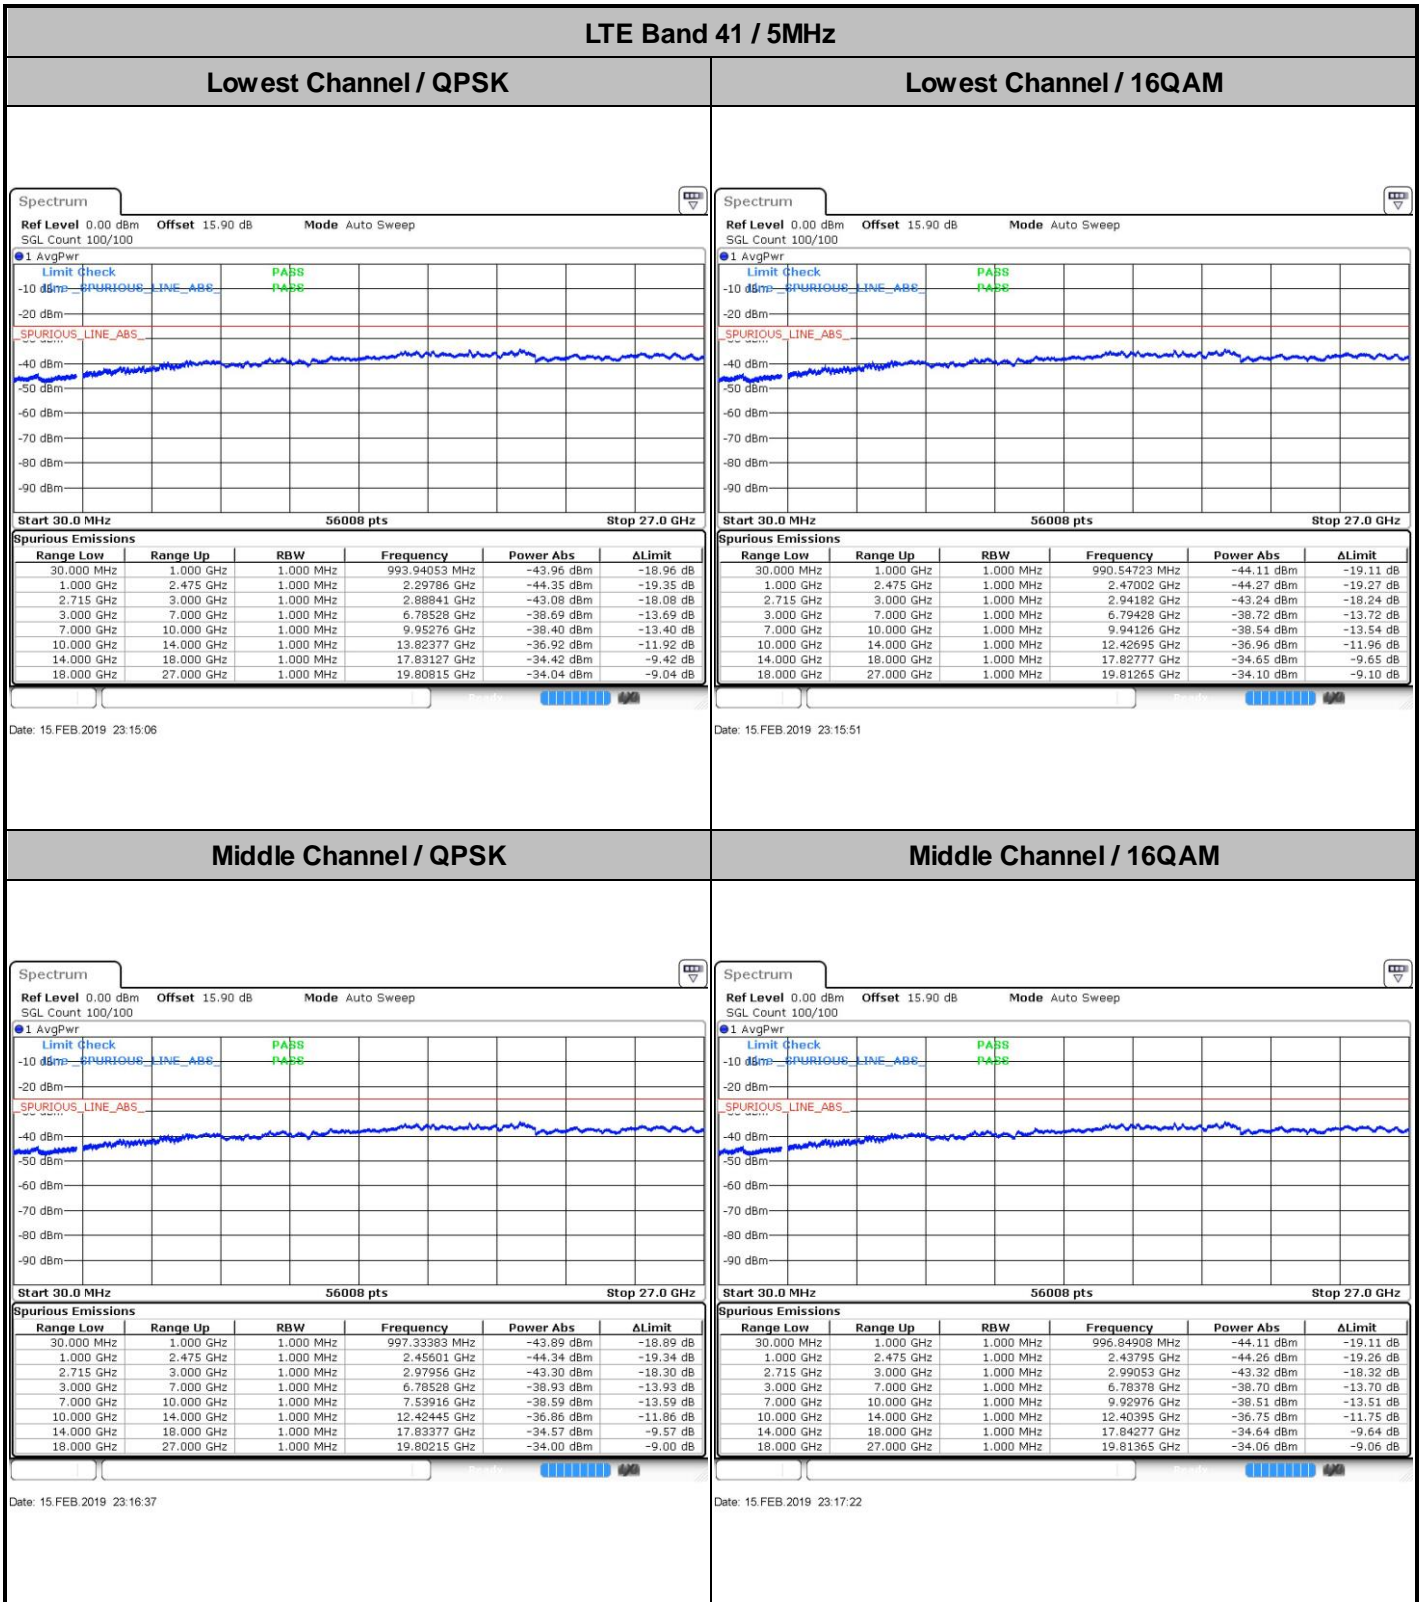 LTE Band 41 / 5MHz
Lowest Channel / QPSK
Lowest Channel / 16QAM
Spectrum
Ref Level 0.00 dBm Offset 15.90 dB Mode Auto Sweep
SGL Count 100/100
1 AvgPwr
Limit Check PASS
-10 dBm Line _SPURIOUS_LINE_ABS_ PASS
-20 dBm
_SPURIOUS_LINE_ABS_
-40 dBm
-50 dBm
-60 dBm
-70 dBm
-80 dBm
-90 dBm
Start 30.0 MHz 56008 pts Stop 27.0 GHz
Spurious Emissions
Range Low Range Up RBW Frequency Power Abs ΔLimit
30.000 MHz 1.000 GHz 1.000 MHz 993.94053 MHz -43.96 dBm -18.96 dB
1.000 GHz 2.475 GHz 1.000 MHz 2.29786 GHz -44.35 dBm -19.35 dB
2.715 GHz 3.000 GHz 1.000 MHz 2.88841 GHz -43.08 dBm -18.08 dB
3.000 GHz 7.000 GHz 1.000 MHz 6.78528 GHz -38.69 dBm -13.69 dB
7.000 GHz 10.000 GHz 1.000 MHz 9.95276 GHz -38.40 dBm -13.40 dB
10.000 GHz 14.000 GHz 1.000 MHz 13.82377 GHz -36.92 dBm -11.92 dB
14.000 GHz 18.000 GHz 1.000 MHz 17.83127 GHz -34.42 dBm -9.42 dB
18.000 GHz 27.000 GHz 1.000 MHz 19.80815 GHz -34.04 dBm -9.04 dB
Date: 15.FEB.2019 23:15:06
Spectrum
Ref Level 0.00 dBm Offset 15.90 dB Mode Auto Sweep
SGL Count 100/100
1 AvgPwr
Limit Check PASS
-10 dBm Line _SPURIOUS_LINE_ABS_ PASS
-20 dBm
_SPURIOUS_LINE_ABS_
-40 dBm
-50 dBm
-60 dBm
-70 dBm
-80 dBm
-90 dBm
Start 30.0 MHz 56008 pts Stop 27.0 GHz
Spurious Emissions
Range Low Range Up RBW Frequency Power Abs ΔLimit
30.000 MHz 1.000 GHz 1.000 MHz 990.54723 MHz -44.11 dBm -19.11 dB
1.000 GHz 2.475 GHz 1.000 MHz 2.47002 GHz -44.27 dBm -19.27 dB
2.715 GHz 3.000 GHz 1.000 MHz 2.94182 GHz -43.24 dBm -18.24 dB
3.000 GHz 7.000 GHz 1.000 MHz 6.79428 GHz -38.72 dBm -13.72 dB
7.000 GHz 10.000 GHz 1.000 MHz 9.94126 GHz -38.54 dBm -13.54 dB
10.000 GHz 14.000 GHz 1.000 MHz 12.42695 GHz -36.96 dBm -11.96 dB
14.000 GHz 18.000 GHz 1.000 MHz 17.82777 GHz -34.65 dBm -9.65 dB
18.000 GHz 27.000 GHz 1.000 MHz 19.81265 GHz -34.10 dBm -9.10 dB
Date: 15.FEB.2019 23:15:51
Middle Channel / QPSK
Middle Channel / 16QAM
Spectrum
Ref Level 0.00 dBm Offset 15.90 dB Mode Auto Sweep
SGL Count 100/100
1 AvgPwr
Limit Check PASS
-10 dBm Line _SPURIOUS_LINE_ABS_ PASS
-20 dBm
_SPURIOUS_LINE_ABS_
-40 dBm
-50 dBm
-60 dBm
-70 dBm
-80 dBm
-90 dBm
Start 30.0 MHz 56008 pts Stop 27.0 GHz
Spurious Emissions
Range Low Range Up RBW Frequency Power Abs ΔLimit
30.000 MHz 1.000 GHz 1.000 MHz 997.33383 MHz -43.89 dBm -18.89 dB
1.000 GHz 2.475 GHz 1.000 MHz 2.45601 GHz -44.34 dBm -19.34 dB
2.715 GHz 3.000 GHz 1.000 MHz 2.97956 GHz -43.30 dBm -18.30 dB
3.000 GHz 7.000 GHz 1.000 MHz 6.78528 GHz -38.93 dBm -13.93 dB
7.000 GHz 10.000 GHz 1.000 MHz 7.53916 GHz -38.59 dBm -13.59 dB
10.000 GHz 14.000 GHz 1.000 MHz 12.42445 GHz -36.86 dBm -11.86 dB
14.000 GHz 18.000 GHz 1.000 MHz 17.83377 GHz -34.57 dBm -9.57 dB
18.000 GHz 27.000 GHz 1.000 MHz 19.80215 GHz -34.00 dBm -9.00 dB
Date: 15.FEB.2019 23:16:37
Spectrum
Ref Level 0.00 dBm Offset 15.90 dB Mode Auto Sweep
SGL Count 100/100
1 AvgPwr
Limit Check PASS
-10 dBm Line _SPURIOUS_LINE_ABS_ PASS
-20 dBm
_SPURIOUS_LINE_ABS_
-40 dBm
-50 dBm
-60 dBm
-70 dBm
-80 dBm
-90 dBm
Start 30.0 MHz 56008 pts Stop 27.0 GHz
Spurious Emissions
Range Low Range Up RBW Frequency Power Abs ΔLimit
30.000 MHz 1.000 GHz 1.000 MHz 996.84908 MHz -44.11 dBm -19.11 dB
1.000 GHz 2.475 GHz 1.000 MHz 2.43795 GHz -44.26 dBm -19.26 dB
2.715 GHz 3.000 GHz 1.000 MHz 2.99053 GHz -43.32 dBm -18.32 dB
3.000 GHz 7.000 GHz 1.000 MHz 6.78378 GHz -38.70 dBm -13.70 dB
7.000 GHz 10.000 GHz 1.000 MHz 9.92976 GHz -38.51 dBm -13.51 dB
10.000 GHz 14.000 GHz 1.000 MHz 12.40395 GHz -36.75 dBm -11.75 dB
14.000 GHz 18.000 GHz 1.000 MHz 17.84277 GHz -34.64 dBm -9.64 dB
18.000 GHz 27.000 GHz 1.000 MHz 19.81365 GHz -34.06 dBm -9.06 dB
Date: 15.FEB.2019 23:17:22